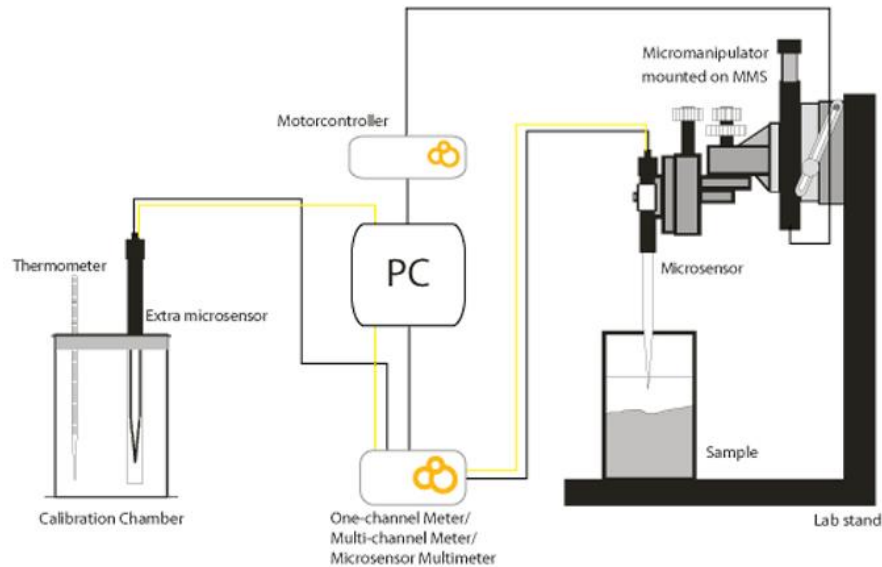 Micromanipulator
mounted on MMS
Motorcontroller
PC
Thermometer
Microsensor
Extra microsensor
Sample
Calibration Chamber
One-channel Meter/
Multi-channel Meter/
Microsensor Multimeter
Lab stand